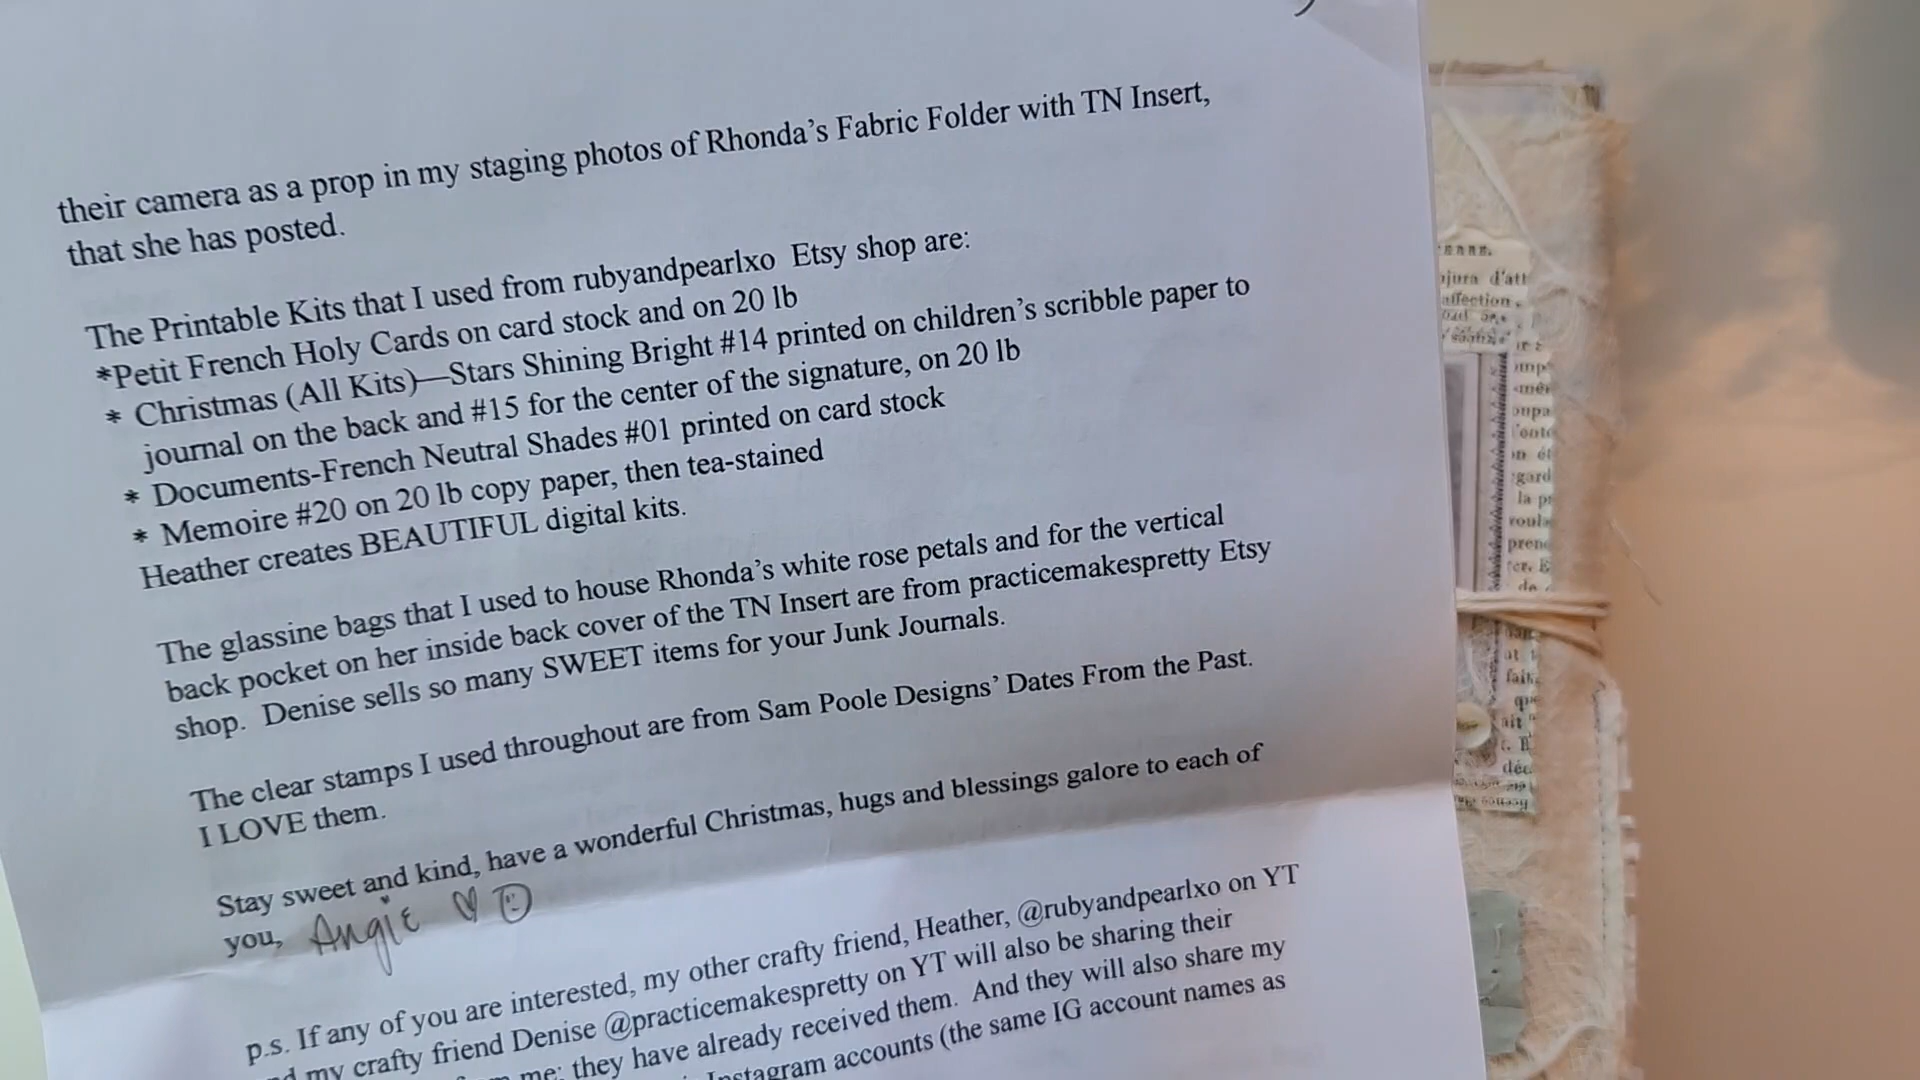 their camera as a prop in my staging photos of Rhonda's Fabric Folder with TN Insert,
that she has posted.
The Printable Kits that I used from rubyandpearlxo Etsy shop are:
*Petit French Holy Cards on card stock and on 20 lb
* Christmas (All Kits)—Stars Shining Bright #14 printed on children's scribble paper to
journal on the back and #15 for the center of the signature, on 20 lb
* Documents-French Neutral Shades #01 printed on card stock
* Memoire #20 on 20 lb copy paper, then tea-stained
Heather creates BEAUTIFUL digital kits.
The glassine bags that I used to house Rhonda's white rose petals and for the vertical
back pocket on her inside back cover of the TN Insert are from practicemakespretty Etsy
shop. Denise sells so many SWEET items for your Junk Journals.
The clear stamps I used throughout are from Sam Poole Designs' Dates From the Past.
I LOVE them.
Stay sweet and kind, have a wonderful Christmas, hugs and blessings galore to each of
you, Angie
p.s. If any of you are interested, my other crafty friend, Heather, @rubyandpearlxo on YT
my crafty friend Denise @practicemakespretty on YT will also be sharing their
me; they have already received them. And they will also share my
Instagram accounts (the same IG account names as
jura d'att
affection
gard
la
prend
de
que